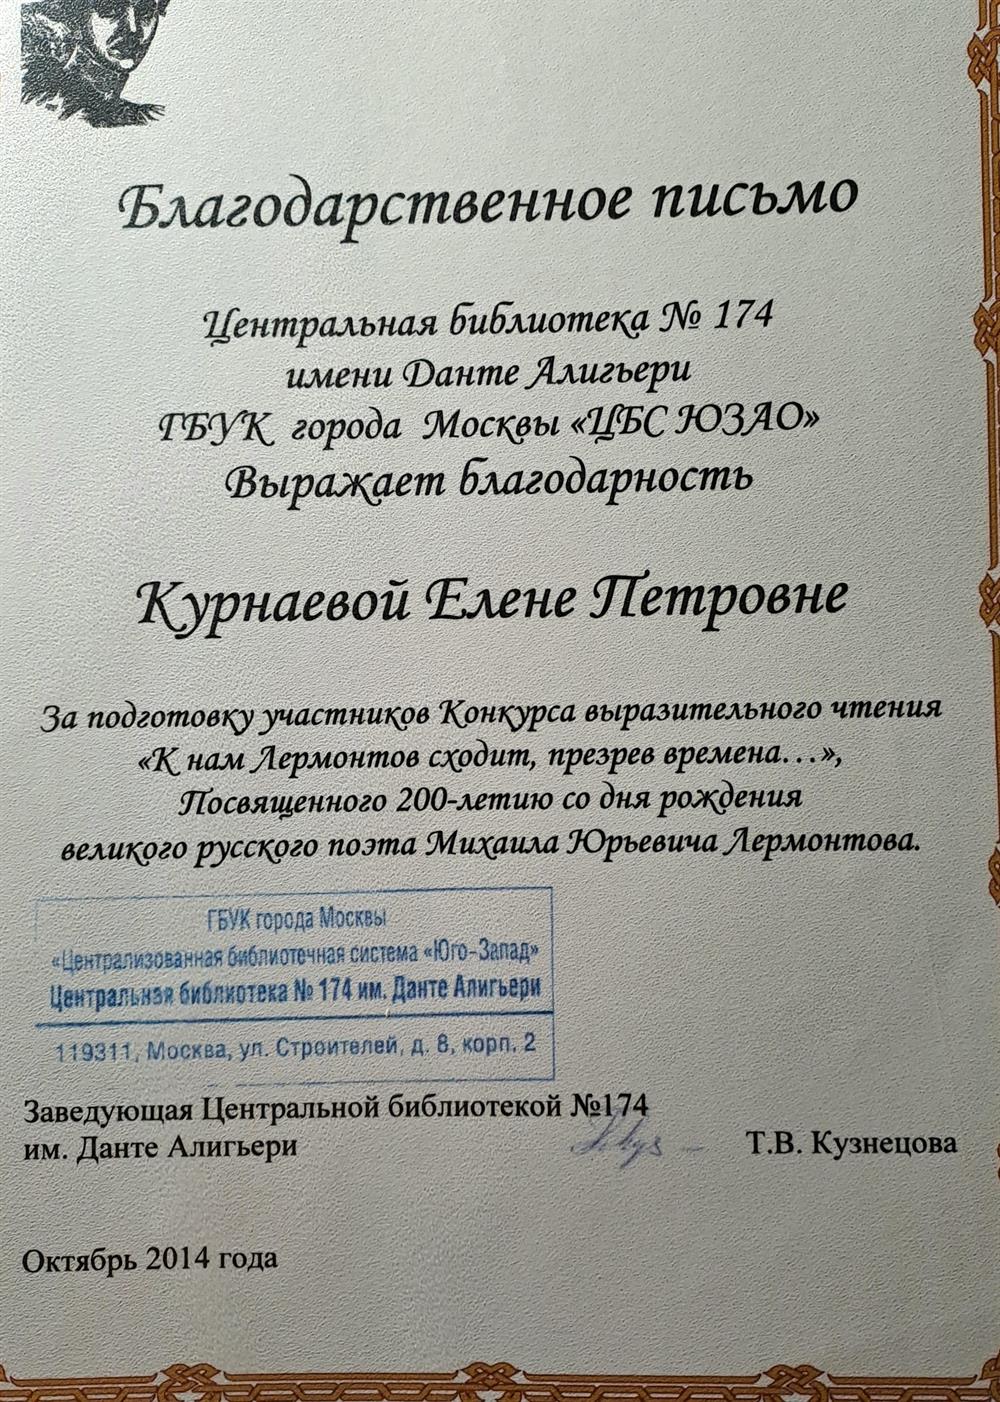 Благодарственное письмо
Центральная библиотека № 174
имени Данте Алигьери
ГБУК города Москвы «ЦБС ЮЗАО»
Выражает благодарность
Курнаевой Елене Петровне
За подготовку участников Конкурса выразительного чтения
«К нам Лермонтов сходит, презрев времена…»,
Посвященного 200-летию со дня рождения
великого русского поэта Михаила Юрьевича Лермонтова.
ГБУК города Москвы
«Централизованная библиотечная система «Юго-Запад»
Центральная библиотека № 174 им. Данте Алигьери
119311, Москва, ул. Строителей, д. 8, корп. 2
Заведующая Центральной библиотекой №174
им. Данте Алигьери Т.В. Кузнецова
Октябрь 2014 года